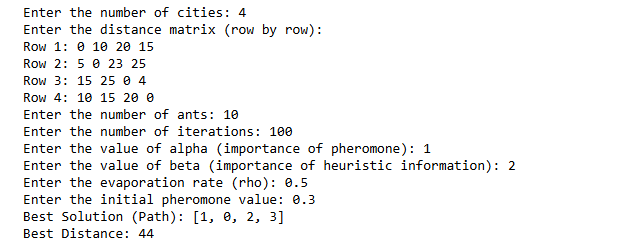 Enter the number of cities: 4
Enter the distance matrix (row by row):
Row 1: 0 10 20 15
Row 2: 5 0 23 25
Row 3: 15 25 0 4
Row 4: 10 15 20 0
Enter the number of ants: 10
Enter the number of iterations: 100
Enter the value of alpha (importance of pheromone): 1
Enter the value of beta (importance of heuristic information): 2
Enter the evaporation rate (rho): 0.5
Enter the initial pheromone value: 0.3
Best Solution (Path): [1, 0, 2, 3]
Best Distance: 44